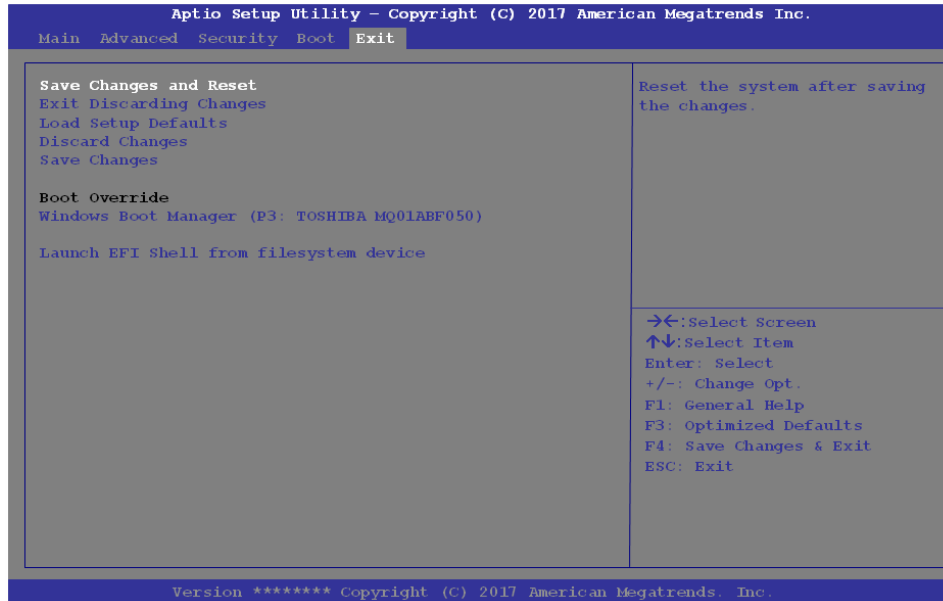 Aptio Setup Utility – Copyright (C) 2017 American Megatrends Inc.
Main Advanced Security Boot Exit
Save Changes and Reset
Exit Discarding Changes
Load Setup Defaults
Discard Changes
Save Changes
Boot Override
Windows Boot Manager (P3: TOSHIBA MQ01ABF050)
Launch EFI Shell from filesystem device
Reset the system after saving
the changes.
→←:Select Screen
↑↓:Select Item
Enter: Select
+/-: Change Opt.
F1: General Help
F3: Optimized Defaults
F4: Save Changes & Exit
ESC: Exit
Version ******** Copyright (C) 2017 American Megatrends. Inc.